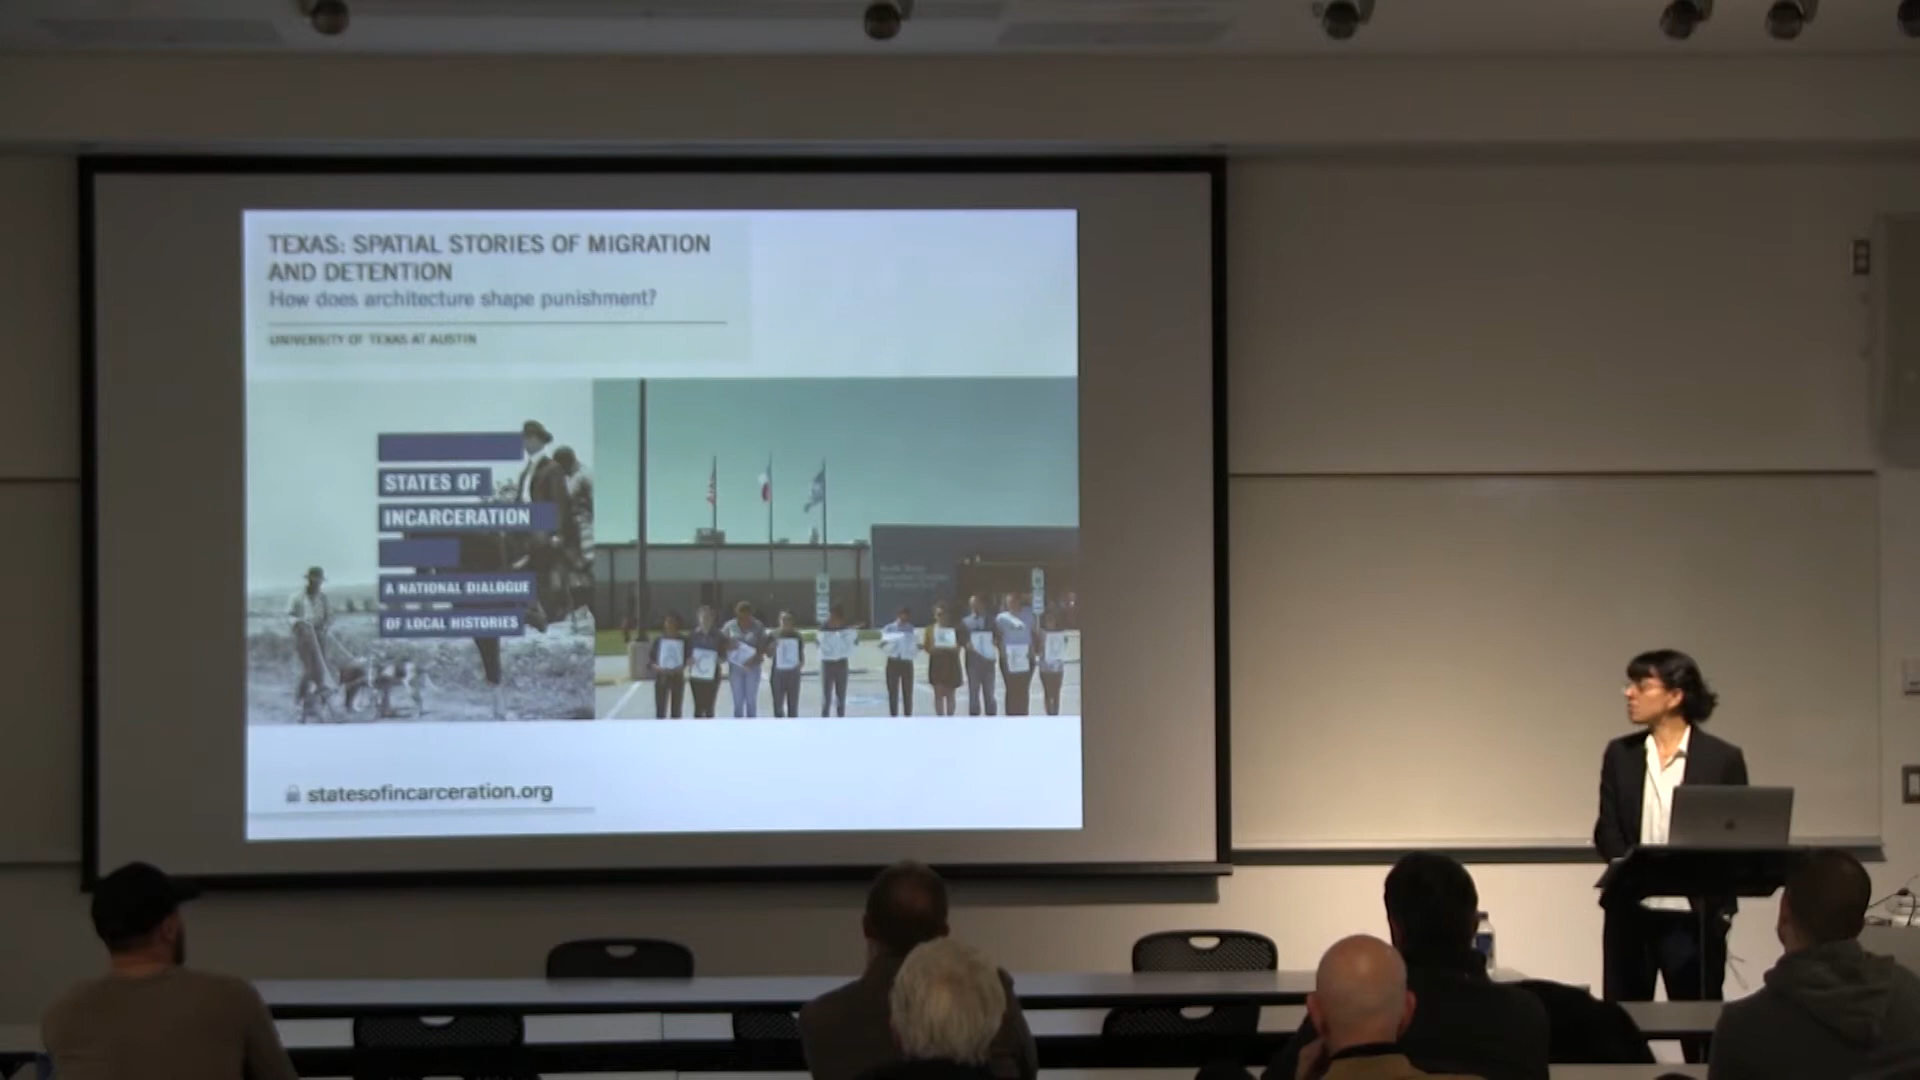 TEXAS: SPATIAL STORIES OF MIGRATION
AND DETENTION
How does architecture shape punishment?
UNIVERSITY OF TEXAS AT AUSTIN
STATES OF
INCARCERATION
A NATIONAL DIALOGUE
OF LOCAL HISTORIES
statesofincarceration.org